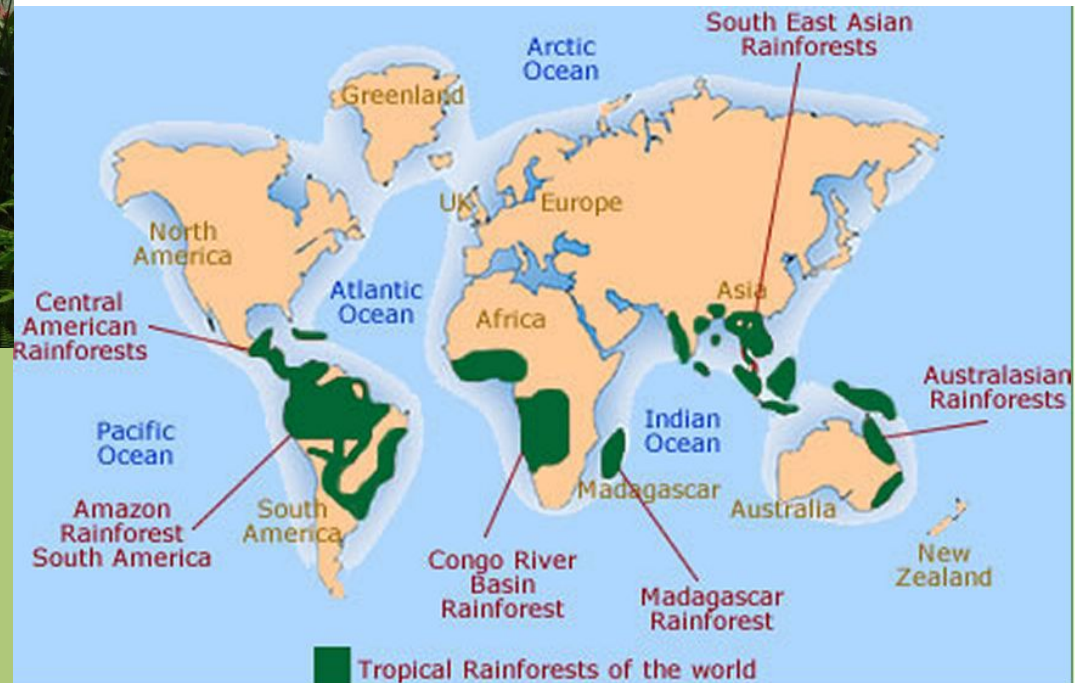 South East Asian
Rainforests
Arctic
Ocean
Greenland
UK
Europe
North
America
Atlantic
Ocean
Asia
Africa
Central
American
Rainforests
Australasian
Rainforests
Pacific
Ocean
Indian
Ocean
Amazon
Rainforest
South America
South
America
Madagascar
Australia
Congo River
Basin
Rainforest
New
Zealand
Madagascar
Rainforest
Tropical Rainforests of the world